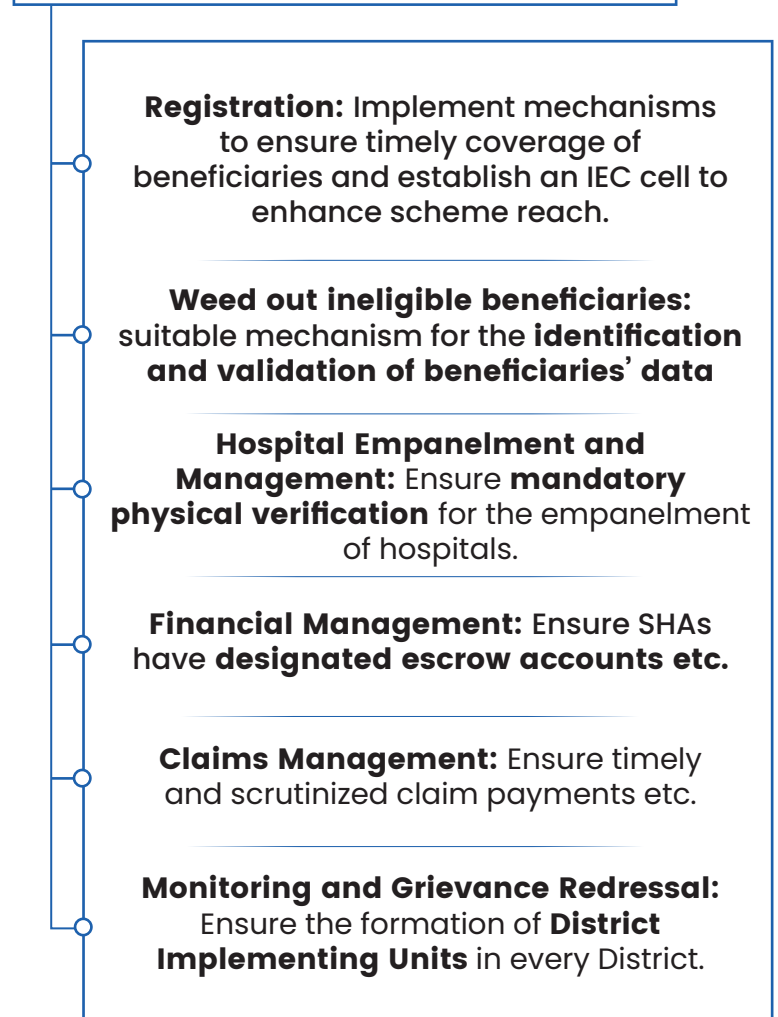 Registration: Implement mechanisms
to ensure timely coverage of
beneficiaries and establish an IEC cell to
enhance scheme reach.
Weed out ineligible beneficiaries:
suitable mechanism for the identification
and validation of beneficiaries’ data
Hospital Empanelment and
Management: Ensure mandatory
physical verification for the empanelment
of hospitals.
Financial Management: Ensure SHAs
have designated escrow accounts etc.
Claims Management: Ensure timely
and scrutinized claim payments etc.
Monitoring and Grievance Redressal:
Ensure the formation of District
Implementing Units in every District.